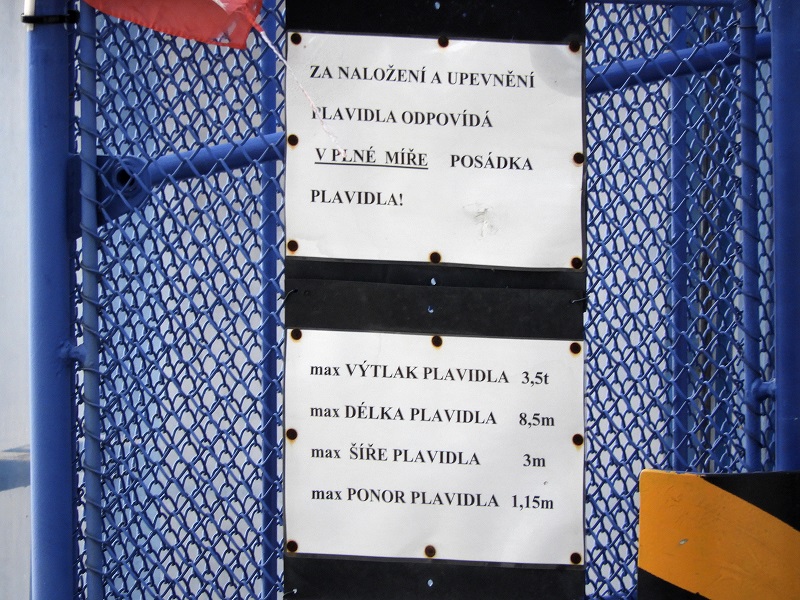 ZA NALOŽENÍ A UPEVNĚNÍ
PLAVIDLA ODPOVÍDÁ
V PLNÉ MÍŘE POSÁDKA
PLAVIDLA!
max VÝTLAK PLAVIDLA 3,5t
max DÉLKA PLAVIDLA 8,5m
max ŠÍŘE PLAVIDLA 3m
max PONOR PLAVIDLA 1,15m